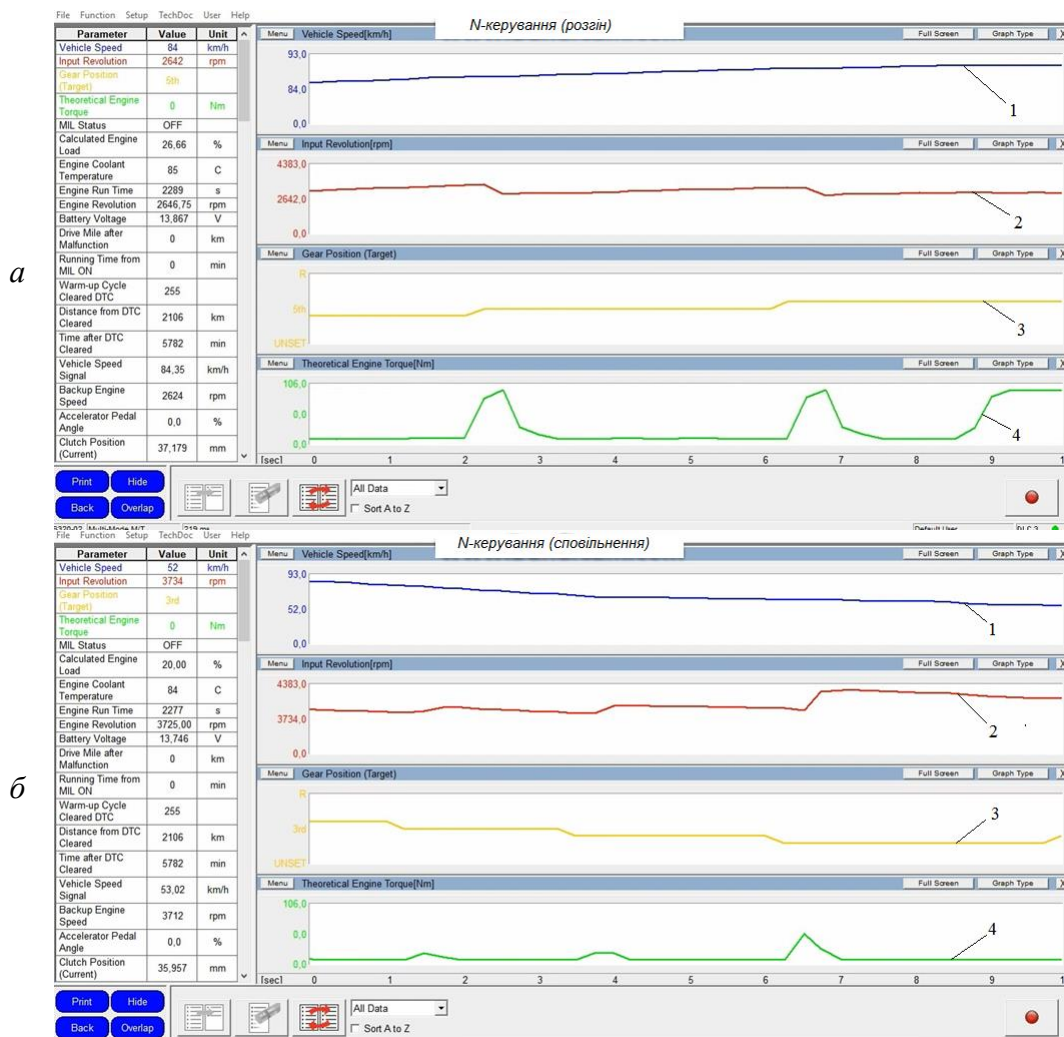 File Function Setup TechDoc User Help
N-керування (розгін)
Parameter Value Unit
Vehicle Speed 84 km/h
Input Revolution 2642 rpm
Gear Position (Target) 5th
Theoretical Engine Torque 0 Nm
MIL Status OFF
Calculated Engine Load 26,66 %
Engine Coolant Temperature 85 C
Engine Run Time 2289 s
Engine Revolution 2646,75 rpm
Battery Voltage 13,867 V
Drive Mile after Malfunction 0 km
Running Time from MIL ON 0 min
Warm-up Cycle Cleared DTC 255
Distance from DTC Cleared 2106 km
Time after DTC Cleared 5782 min
Vehicle Speed Signal 84,35 km/h
Backup Engine Speed 2624 rpm
Accelerator Pedal Angle 0,0 %
Clutch Position (Current) 37,179 mm
Menu Vehicle Speed[km/h] Full Screen Graph Type X
93,0
84,0
0,0
1
Menu Input Revolution[rpm] Full Screen Graph Type X
4383,0
2642,0
0,0
2
Menu Gear Position (Target) Full Screen Graph Type X
R
5th
UNSET
3
Menu Theoretical Engine Torque[Nm] Full Screen Graph Type X
106,0
0,0
0,0
4
[sec] 0 1 2 3 4 5 6 7 8 9 1
а
Print Hide
Back Overlap
All Data
Sort A to Z
Multi-Mode M/T 219 ms Default User DLC 3
File Function Setup TechDoc User Help
N-керування (сповільнення)
Parameter Value Unit
Vehicle Speed 52 km/h
Input Revolution 3734 rpm
Gear Position (Target) 3rd
Theoretical Engine Torque 0 Nm
MIL Status OFF
Calculated Engine Load 20,00 %
Engine Coolant Temperature 84 C
Engine Run Time 2277 s
Engine Revolution 3725,00 rpm
Battery Voltage 13,746 V
Drive Mile after Malfunction 0 km
Running Time from MIL ON 0 min
Warm-up Cycle Cleared DTC 255
Distance from DTC Cleared 2106 km
Time after DTC Cleared 5782 min
Vehicle Speed Signal 53,02 km/h
Backup Engine Speed 3712 rpm
Accelerator Pedal Angle 0,0 %
Clutch Position (Current) 35,957 mm
Menu Vehicle Speed[km/h] Full Screen Graph Type X
93,0
52,0
0,0
1
Menu Input Revolution[rpm] Full Screen Graph Type X
4383,0
3734,0
0,0
2
Menu Gear Position (Target) Full Screen Graph Type X
R
3rd
UNSET
3
Menu Theoretical Engine Torque[Nm] Full Screen Graph Type X
106,0
0,0
0,0
4
[sec] 0 1 2 3 4 5 6 7 8 9 1
б
Print Hide
Back Overlap
All Data
Sort A to Z